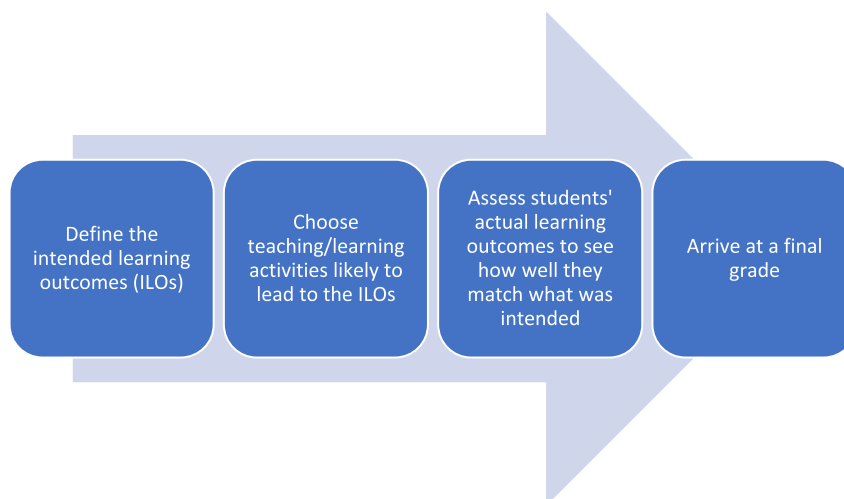 Define the
intended learning
outcomes (ILOs)
Choose
teaching/learning
activities likely to
lead to the ILOs
Assess students'
actual learning
outcomes to see
how well they
match what was
intended
Arrive at a final
grade